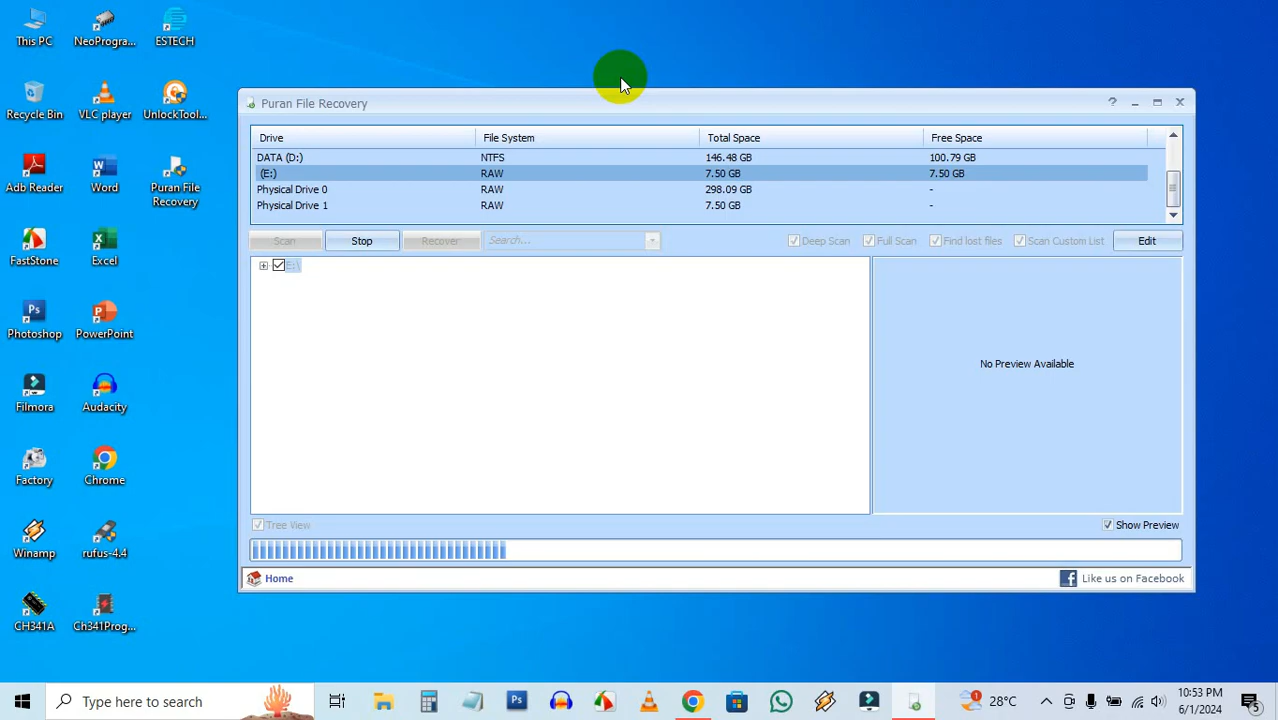 This PC
NeoProgra...
ESTECH
Recycle Bin
VLC player
UnlockTool...
Adb Reader
Word
Puran File
Recovery
FastStone
Excel
Photoshop
PowerPoint
Filmora
Audacity
Factory
Chrome
Winamp
rufus-4.4
CH341A
Ch341Prog...
Puran File Recovery
?
Drive File System Total Space Free Space
DATA (D:) NTFS 146.48 GB 100.79 GB
(E:) RAW 7.50 GB 7.50 GB
Physical Drive 0 RAW 298.09 GB -
Physical Drive 1 RAW 7.50 GB -
Scan Stop Recover Search... Deep Scan Full Scan Find lost files Scan Custom List Edit
E:\
No Preview Available
Tree View Show Preview
Home Like us on Facebook
Type here to search 28°C 10:53 PM
6/1/2024 5